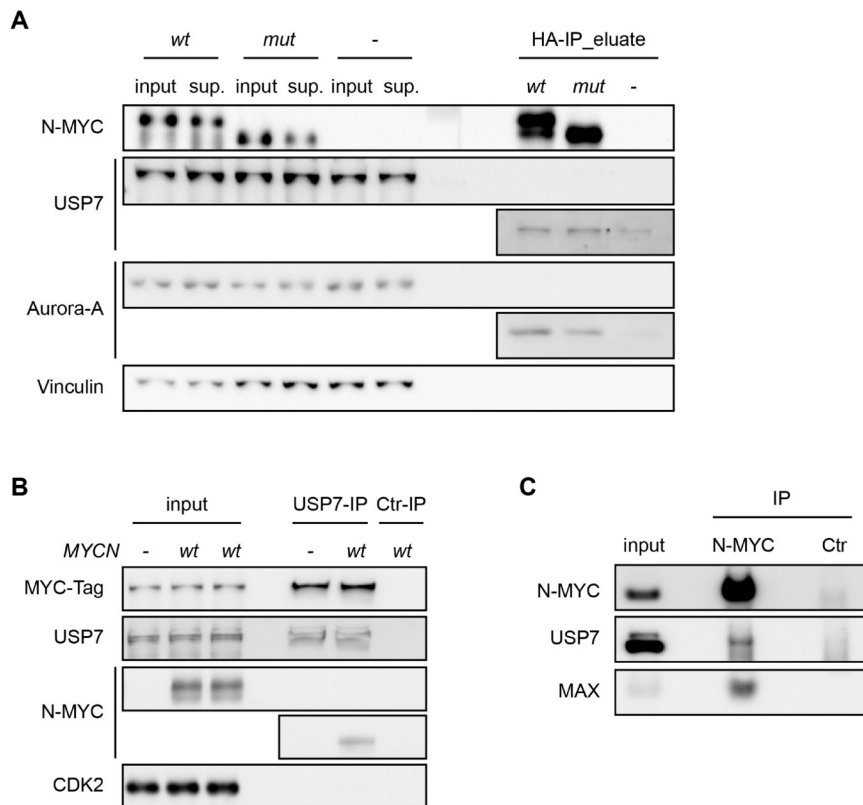 A
wt mut - HA-IP_eluate
input sup. input sup. input sup. wt mut -
N-MYC
USP7
Aurora-A
Vinculin
B
input USP7-IP Ctr-IP
MYCN - wt wt - wt wt
MYC-Tag
USP7
N-MYC
CDK2
C
IP
input N-MYC Ctr
N-MYC
USP7
MAX